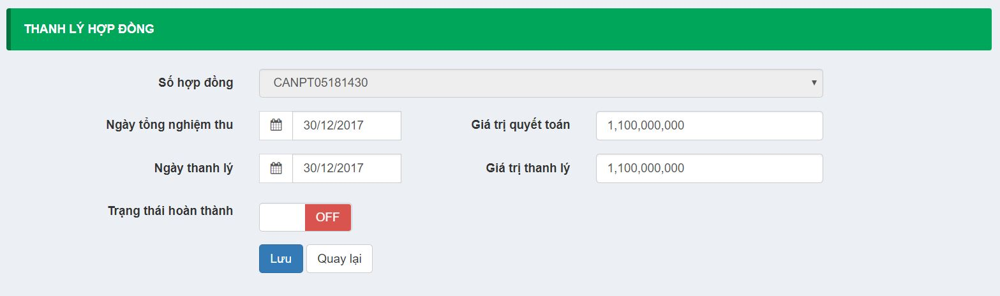 THANH LÝ HỢP ĐỒNG
Số hợp đồng CANPT05181430
Ngày tổng nghiệm thu 30/12/2017 Giá trị quyết toán 1,100,000,000
Ngày thanh lý 30/12/2017 Giá trị thanh lý 1,100,000,000
Trạng thái hoàn thành OFF
Lưu Quay lại